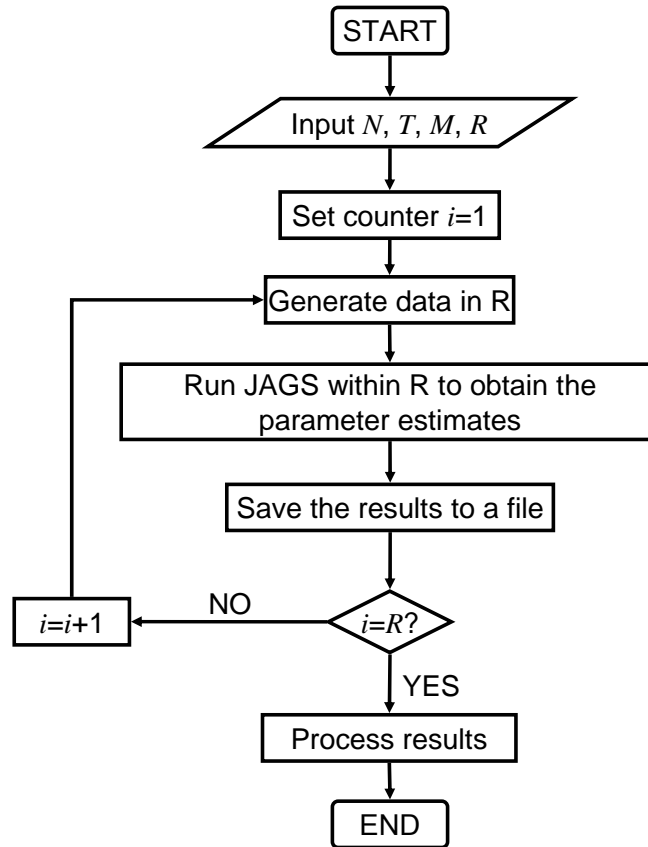 START
Input N, T, M, R
Set counter i=1
Generate data in R
Run JAGS within R to obtain the
parameter estimates
Save the results to a file
NO
i=i+1
i=R?
YES
Process results
END